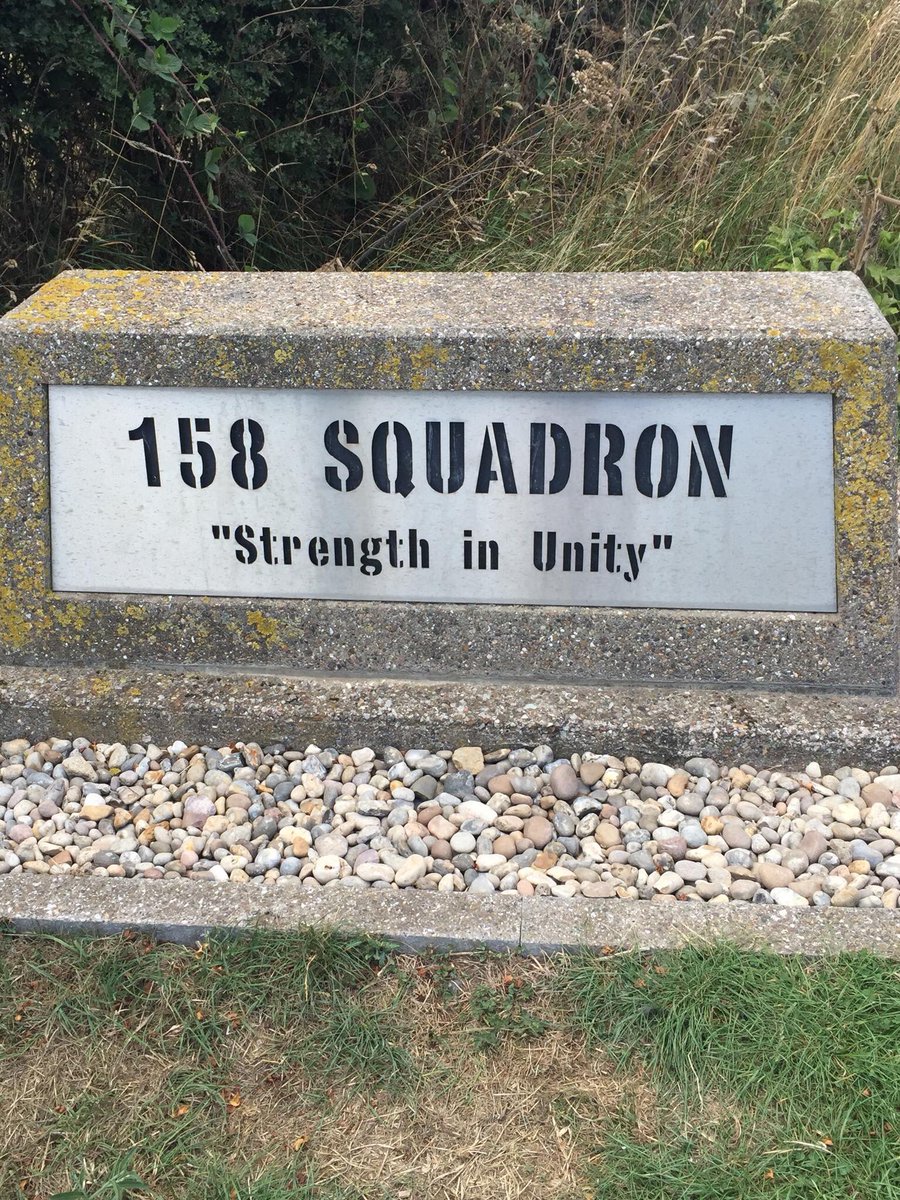 158 SQUADRON
"Strength in Unity"